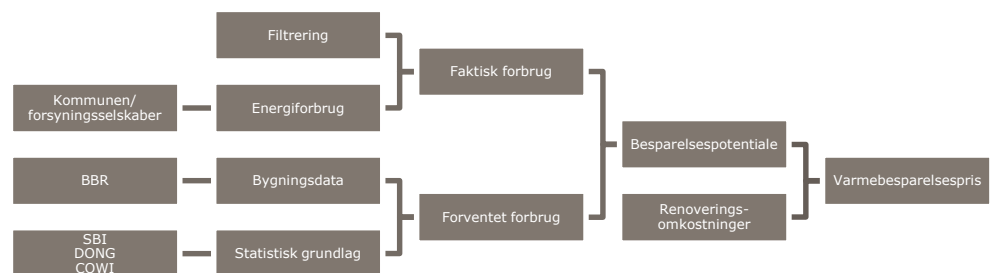 Filtrering
Faktisk forbrug
Kommunen/
forsyningsselskaber
Energiforbrug
Besparelsespotentiale
Varmebesparelsespris
BBR
Bygningsdata
Forventet forbrug
Renoverings-
omkostninger
SBI
DONG
COWI
Statistisk grundlag